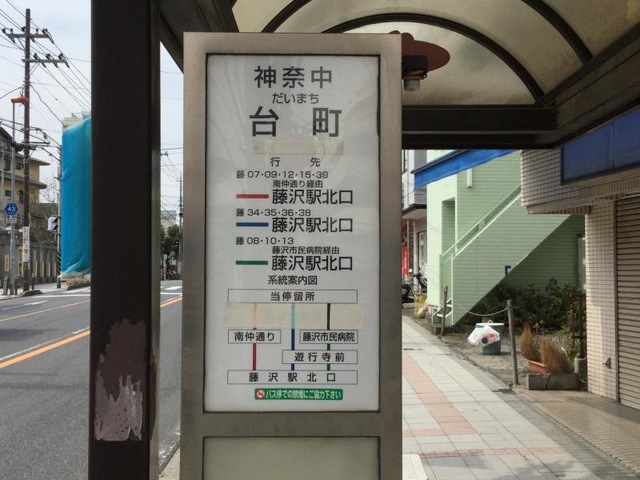 神奈中
だいまち
台町
行先
藤 07・09・12・15・39
南仲通り経由
藤沢駅北口
藤 34・35・36・38
藤沢駅北口
藤 08・10・13
藤沢市民病院経由
藤沢駅北口
系統案内図
当停留所
南仲通り 藤沢市民病院
遊行寺前
藤沢駅北口
バス停での禁煙にご協力下さい
43